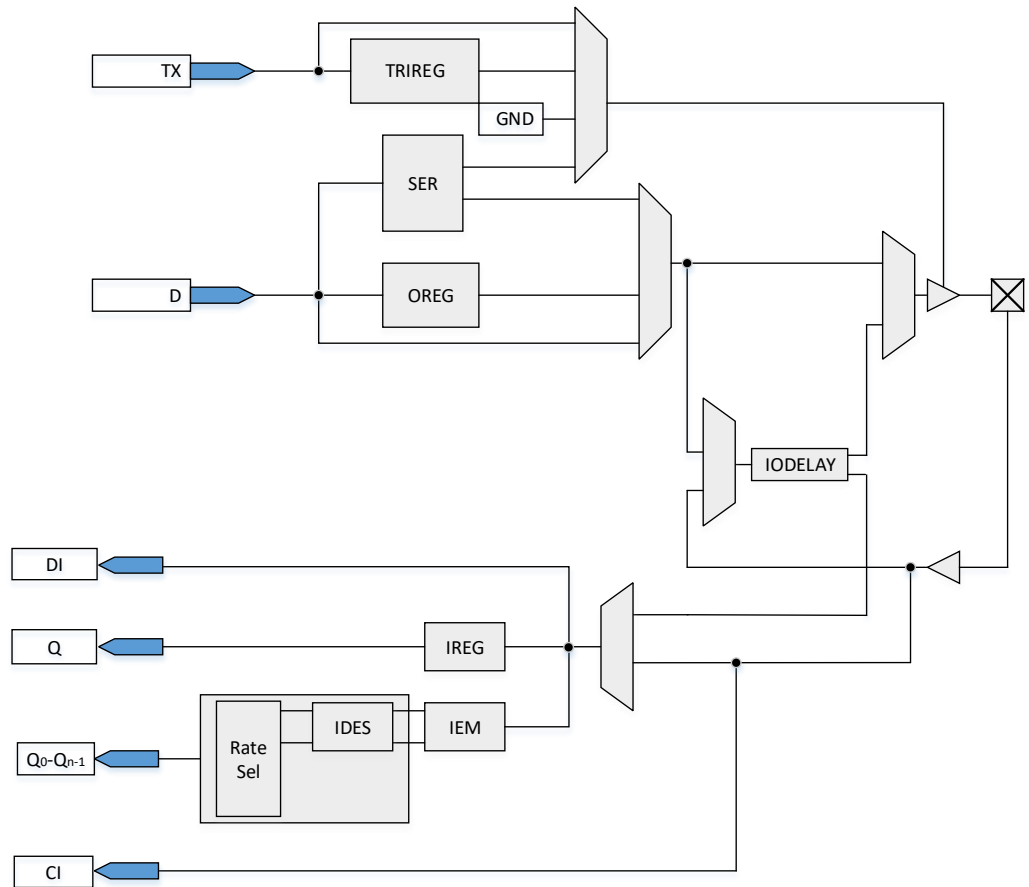 TX
TRIREG
GND
SER
D
OREG
IODELAY
DI
Q
IREG
Q0-Qn-1
Rate
Sel
IDES
IEM
CI